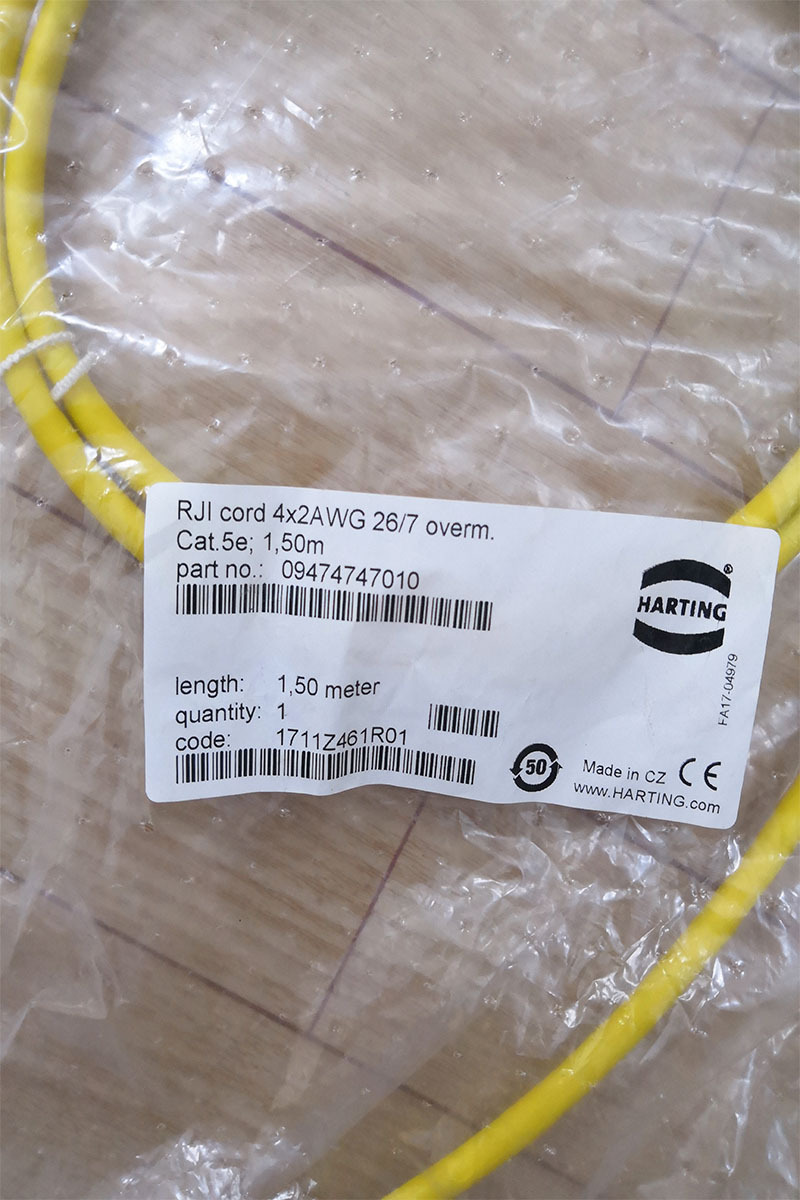 RJI cord 4x2AWG 26/7 overm.
Cat.5e; 1,50m
part no.: 09474747010
HARTING®
FA17-04979
length: 1,50 meter
quantity: 1
code: 1711Z461R01
50
Made in CZ CE
www.HARTING.com